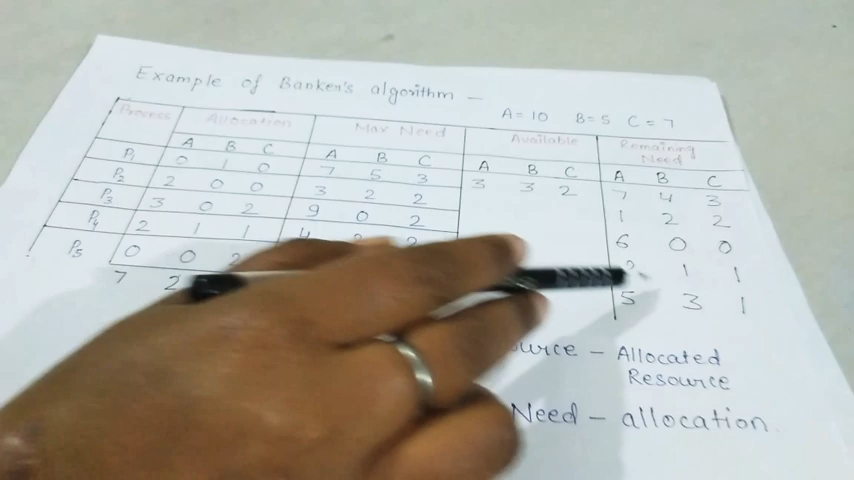 Example of Banker's algorithm —
A = 10 B = 5 C = 7
Process Allocation Max Need Available Remaining Need
A B C A B C A B C A B C
P1 0 1 0 7 5 3 3 3 2 7 4 3
P2 2 0 0 3 2 2 1 2 2
P3 3 0 2 9 0 2 6 0 0
P4 2 1 1 4 2 1 1
P5 0 0 2 5 3 1
7 2
– Allocated
Resource
Need – allocation